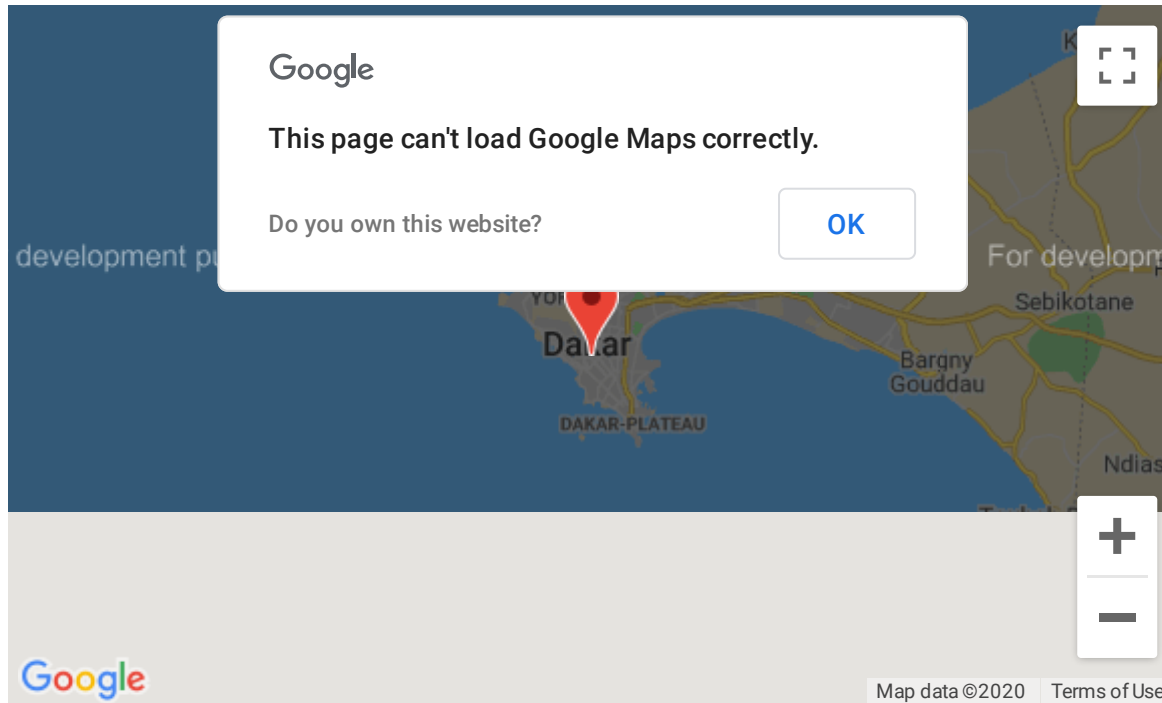 Google
This page can't load Google Maps correctly.
Do you own this website?
OK
K
development pu
For developm
YOF
Sebikotane
Dakar
Bargny
Gouddau
DAKAR-PLATEAU
Ndias
Google
Map data ©2020
Terms of Use